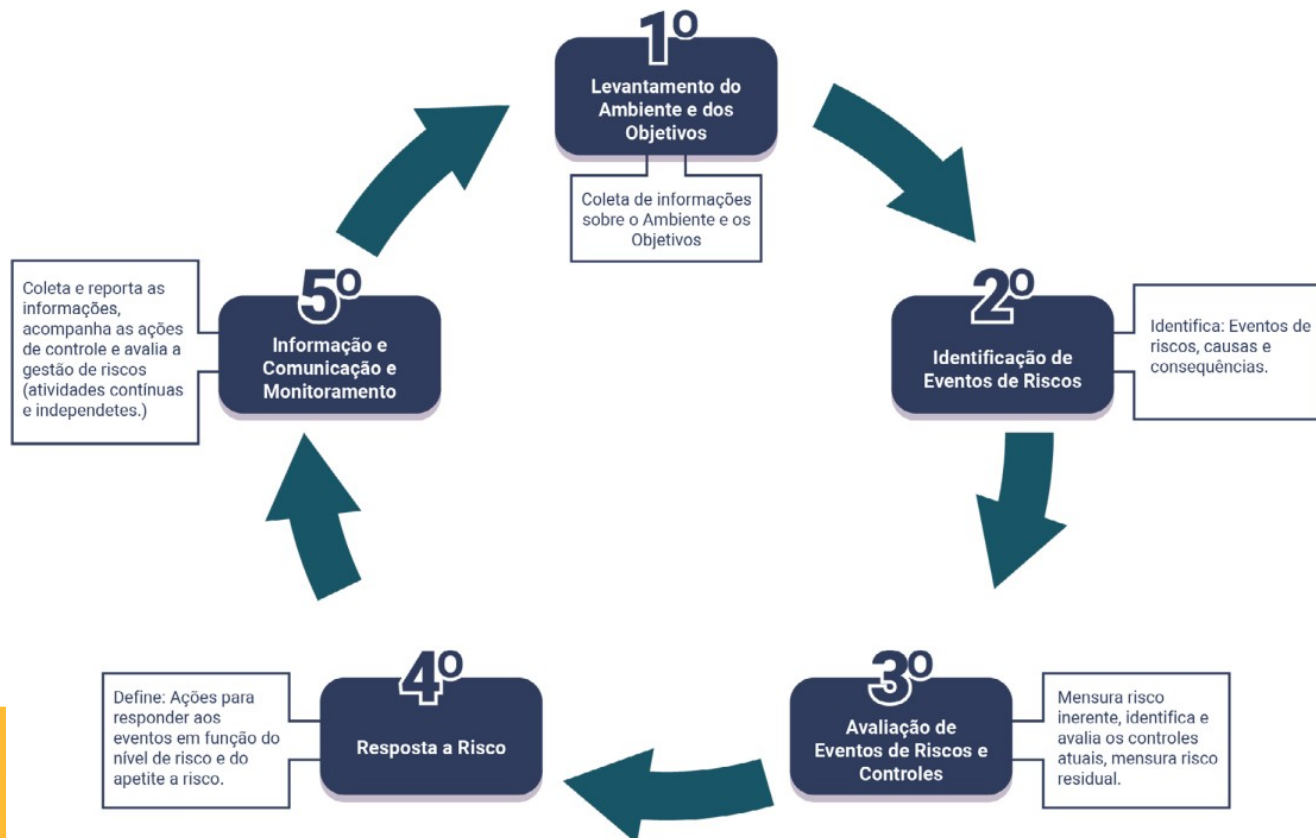 1º
Levantamento do
Ambiente e dos
Objetivos
Coleta de informações
sobre o Ambiente e os
Objetivos
2º
Identificação de
Eventos de Riscos
Identifica: Eventos de
riscos, causas e
consequências.
3º
Avaliação de
Eventos de Riscos e
Controles
Mensura risco
inerente, identifica e
avalia os controles
atuais, mensura risco
residual.
4º
Resposta a Risco
Define: Ações para
responder aos
eventos em função do
nível de risco e do
apetite a risco.
5º
Informação e
Comunicação e
Monitoramento
Coleta e reporta as
informações,
acompanha as ações
de controle e avalia a
gestão de riscos
(atividades contínuas
e independetes.)